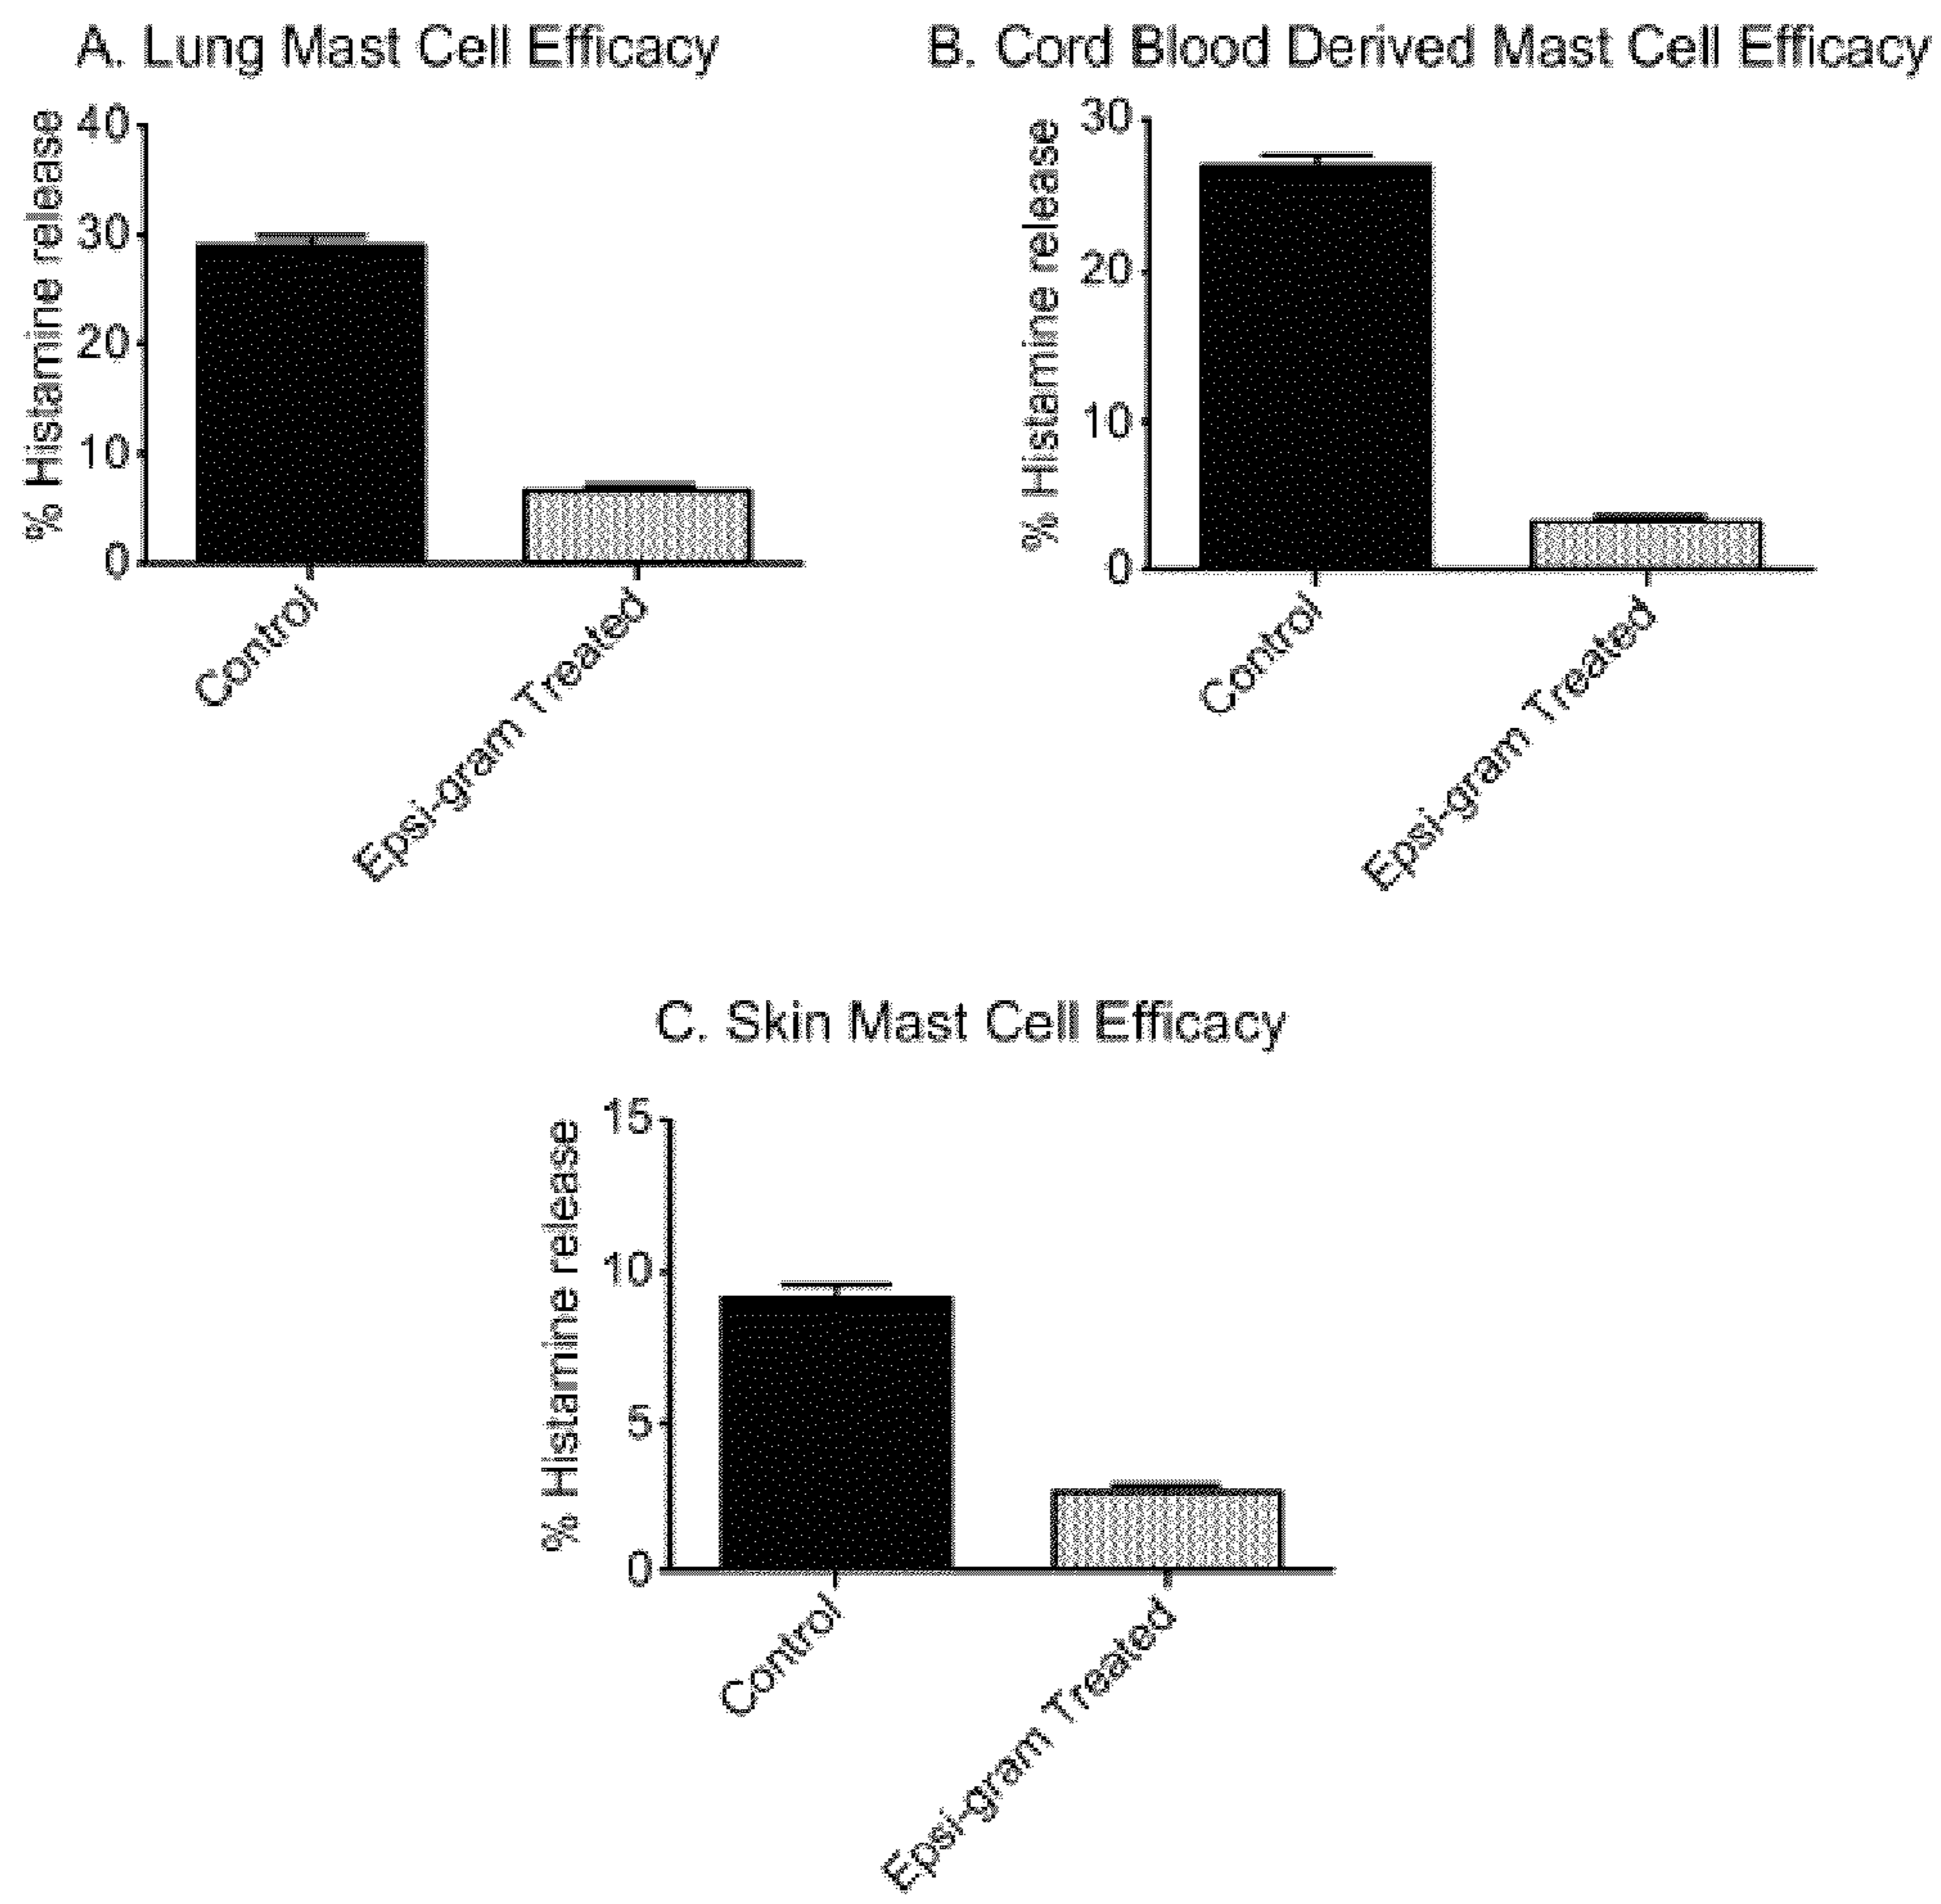 A. Lung Mast Cell Efficacy
% Histamine release
40
30
20
10
0
Control
Epsi-gram Treated
B. Cord Blood Derived Mast Cell Efficacy
% Histamine release
30
20
10
0
Control
Epsi-gram Treated
C. Skin Mast Cell Efficacy
% Histamine release
15
10
5
0
Control
Epsi-gram Treated